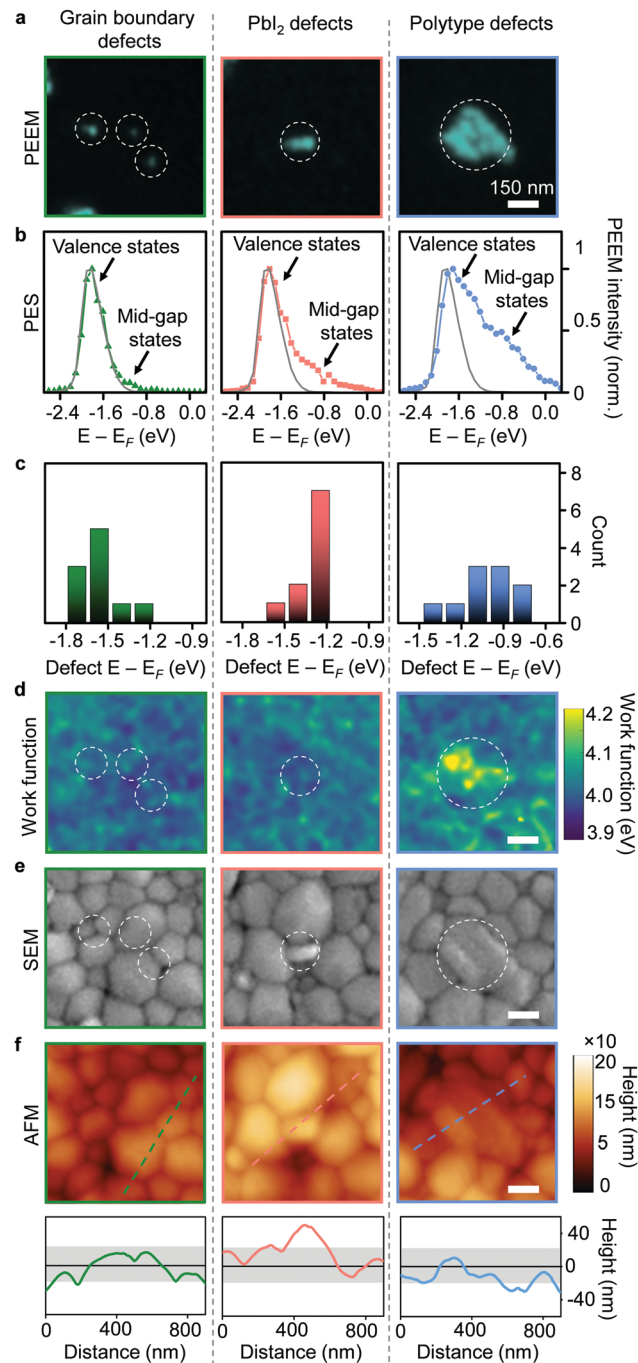 a
Grain boundary
defects
PbI₂ defects
Polytype defects
PEEM
150 nm
b
PES
Valence states
Mid-gap
states
Valence states
Mid-gap
states
Valence states
Mid-gap
states
1
0.5
0
PEEM intensity (norm.)
-2.4 -1.6 -0.8 0.0
-2.4 -1.6 -0.8 0.0
-2.4 -1.6 -0.8 0.0
E – E_F (eV)
E – E_F (eV)
E – E_F (eV)
c
8
6
4
2
0
Count
-1.8 -1.5 -1.2 -0.9
-1.8 -1.5 -1.2 -0.9
-1.5 -1.2 -0.9 -0.6
Defect E – E_F (eV)
Defect E – E_F (eV)
Defect E – E_F (eV)
d
Work function
4.2
4.1
4.0
3.9
Work function (eV)
e
SEM
f
AFM
×10
20
15
10
5
0
Height (nm)
40
0
-40
Height (nm)
0 400 800
0 400 800
0 400 800
Distance (nm)
Distance (nm)
Distance (nm)